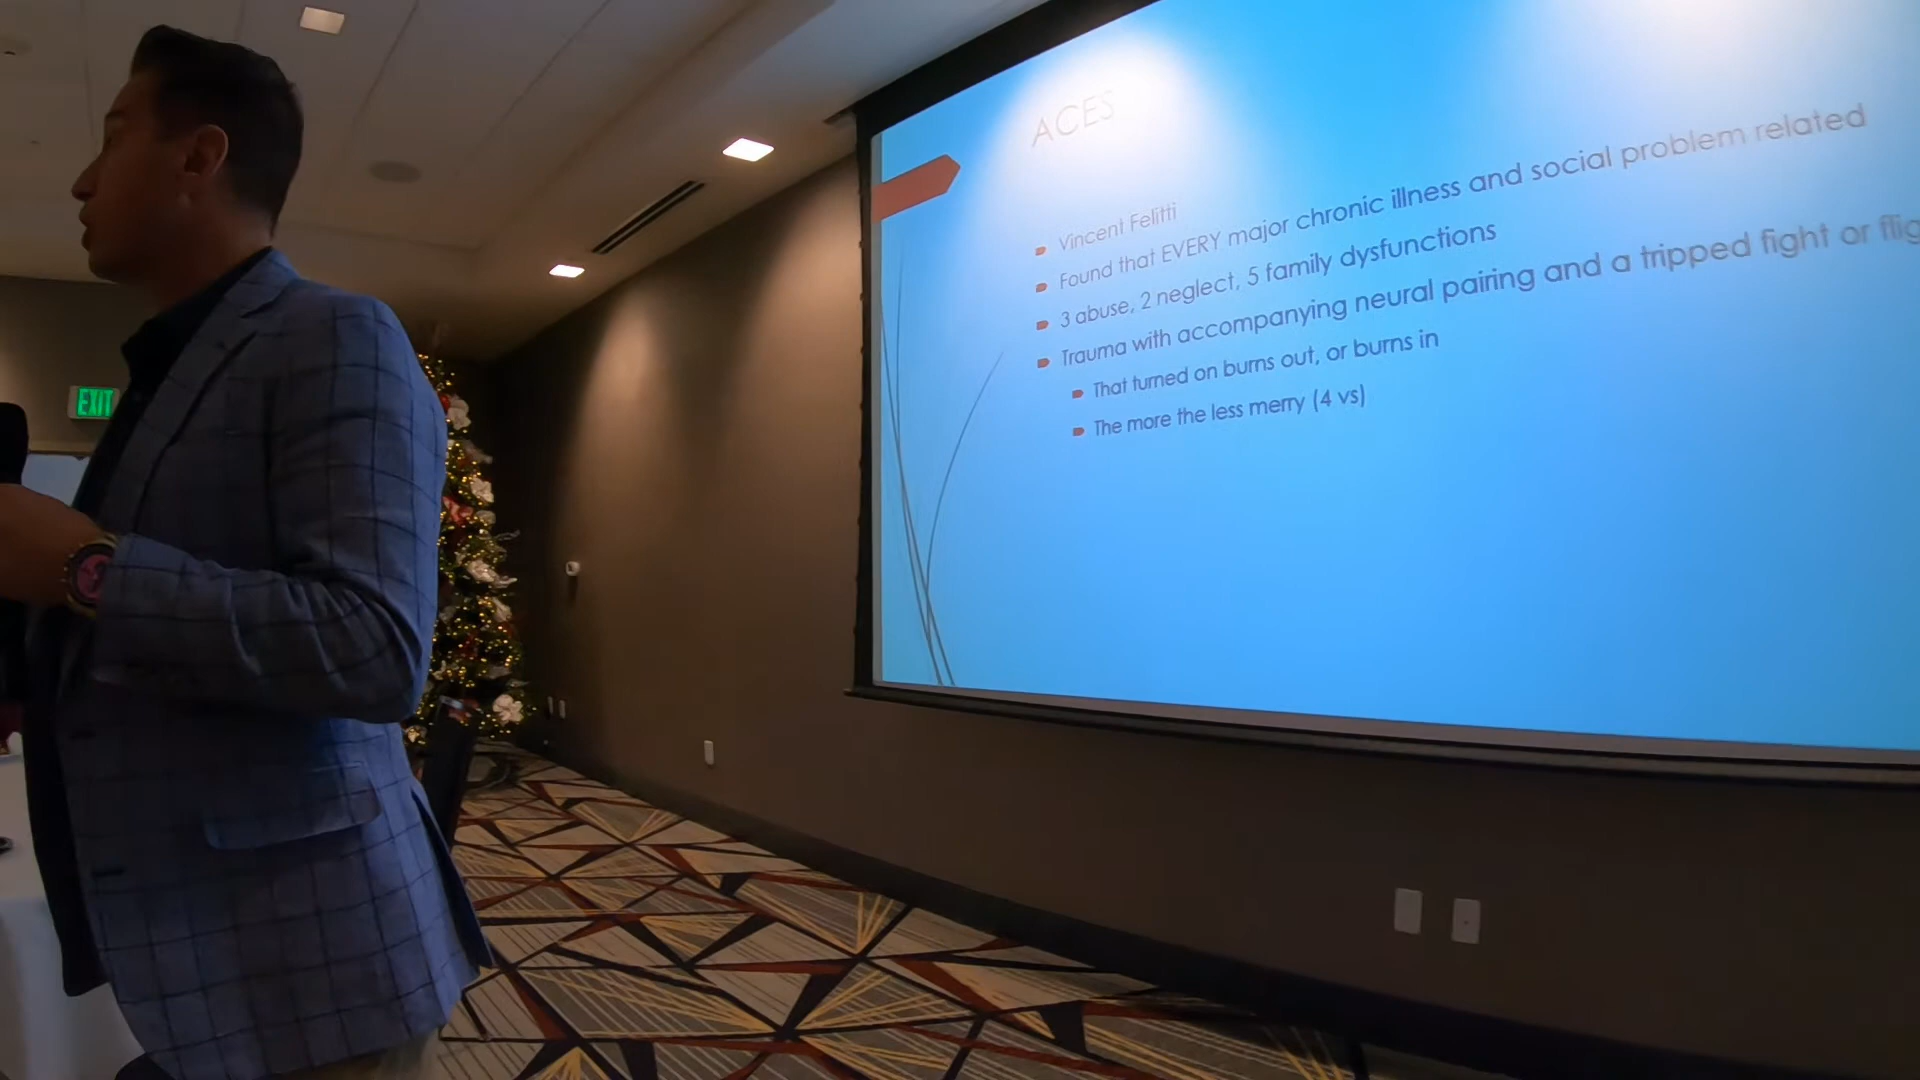 EXIT
ACES
Vincent Felitti
Found that EVERY major chronic illness and social problem related
3 abuse, 2 neglect, 5 family dysfunctions
Trauma with accompanying neural pairing and a tripped fight or
That turned on burns out, or burns in
The more the less merry (4 vs)